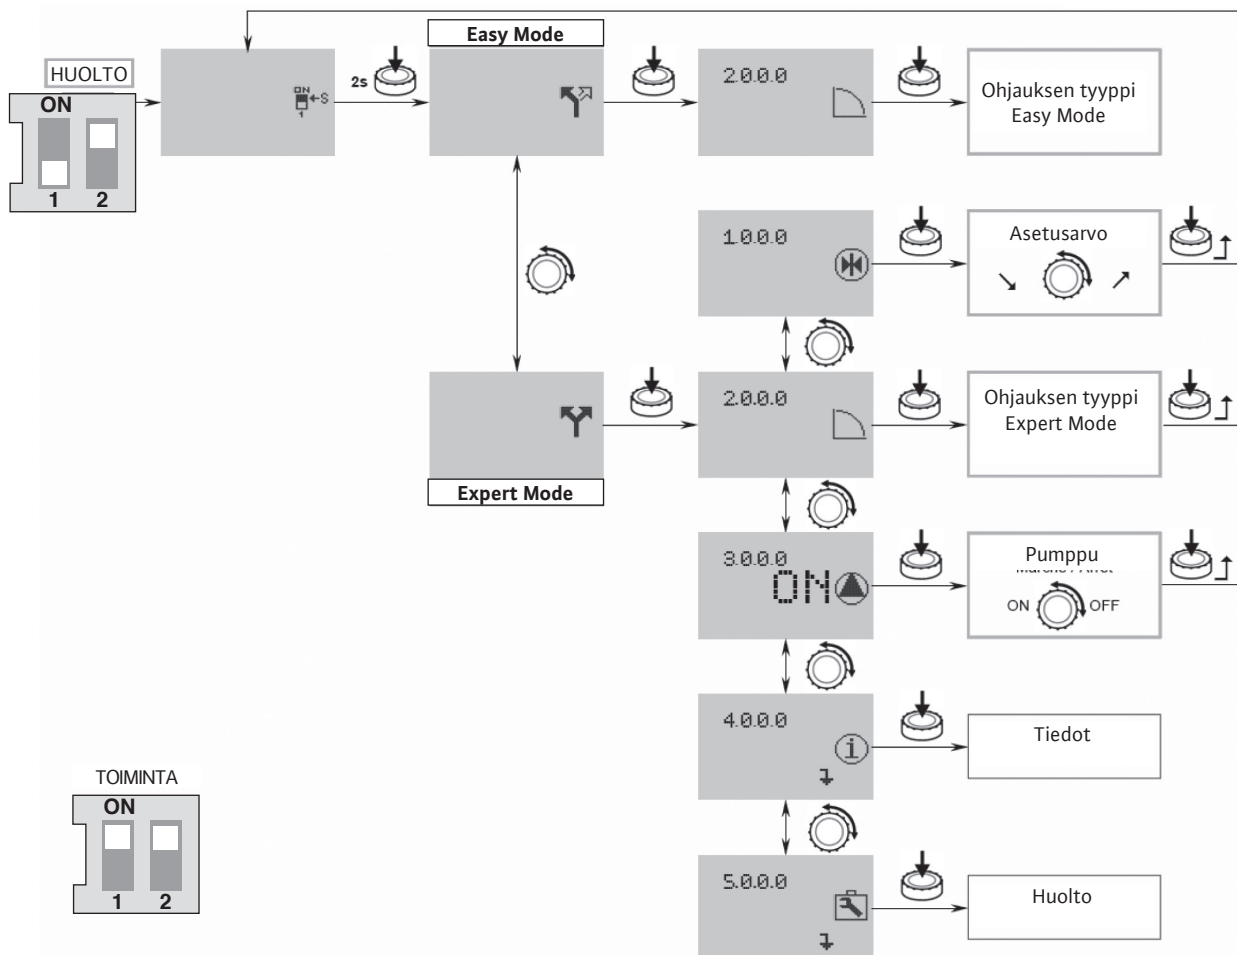 Easy Mode
HUOLTO
ON
1 2
ON
←S
1
2s
2.0.0.0
Ohjauksen tyyppi
Easy Mode
1.0.0.0
Asetusarvo
2.0.0.0
Ohjauksen tyyppi
Expert Mode
Expert Mode
3.0.0.0
ON
Pumppu
ON OFF
4.0.0.0
i
Tiedot
TOIMINTA
ON
1 2
5.0.0.0
Huolto